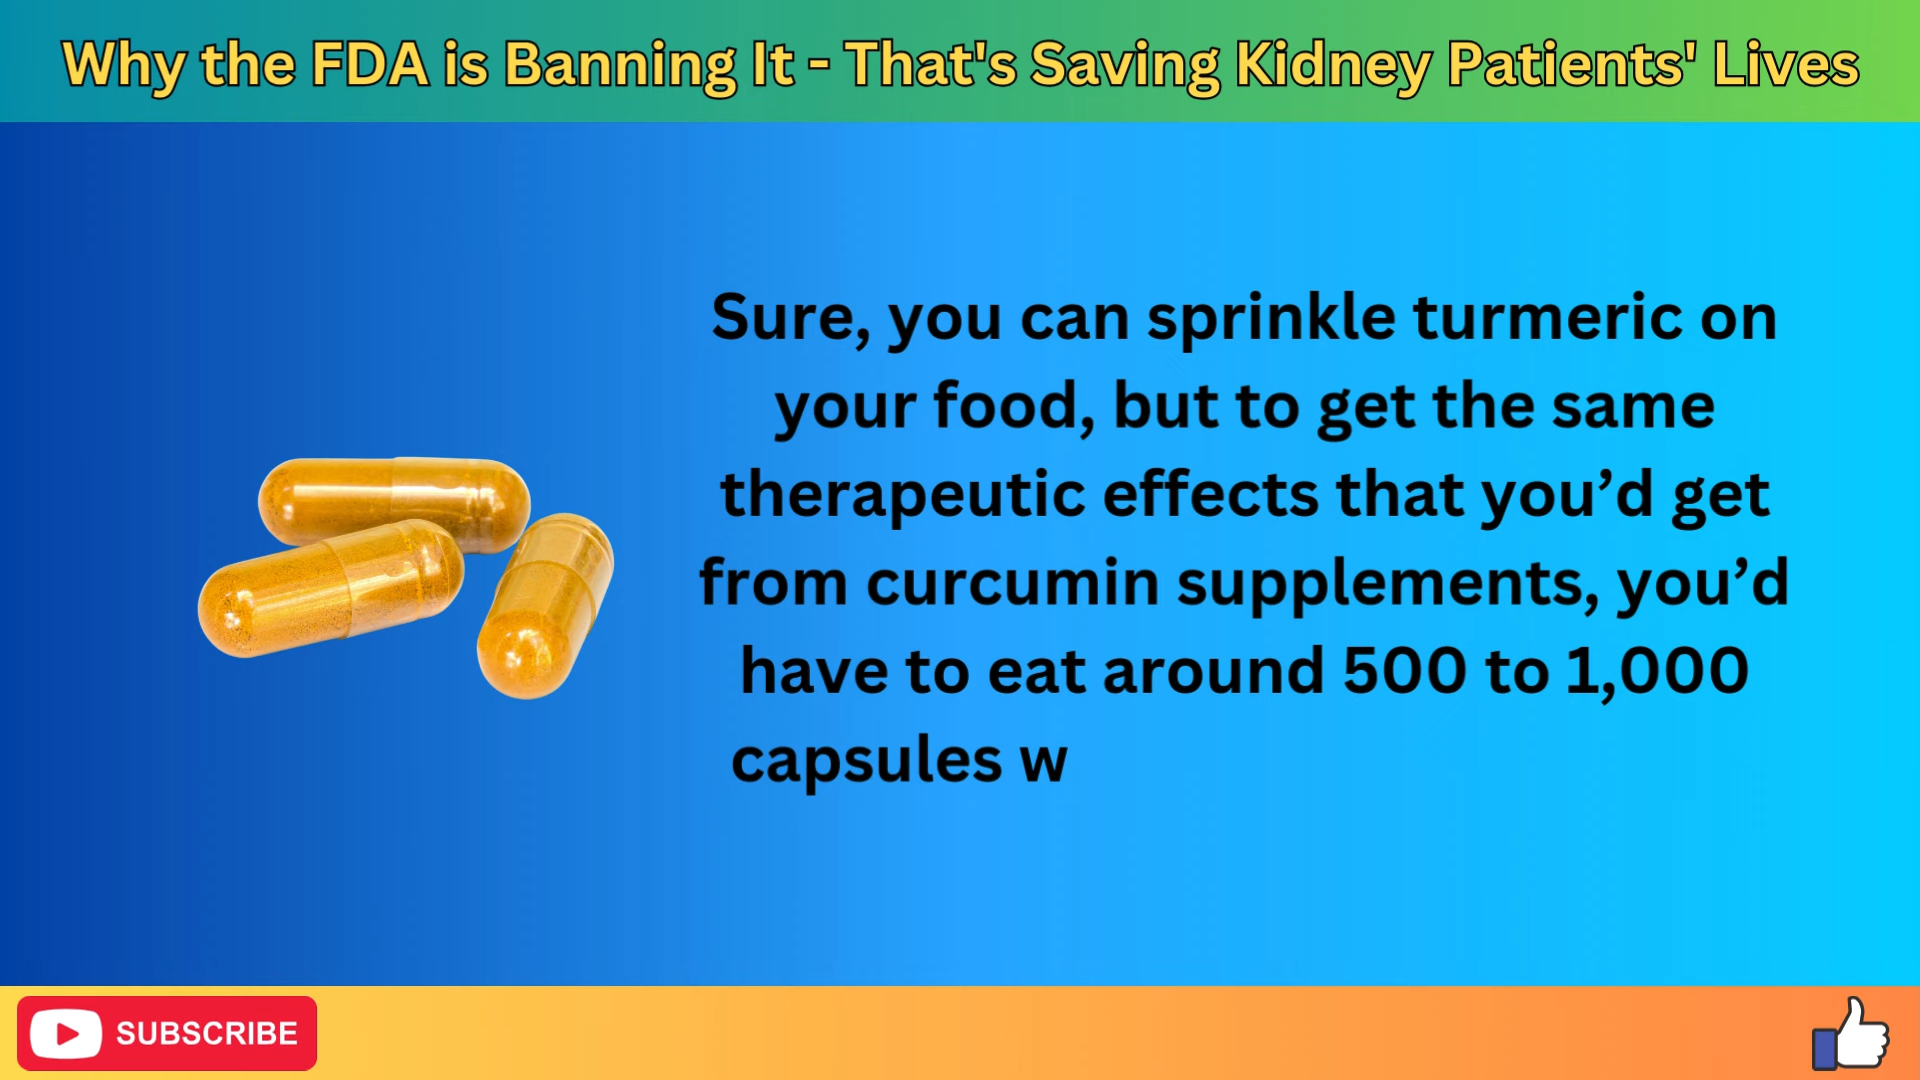 Why the FDA is Banning It - That's Saving Kidney Patients' Lives
Sure, you can sprinkle turmeric on
your food, but to get the same
therapeutic effects that you’d get
from curcumin supplements, you’d
have to eat around 500 to 1,000
capsules w
SUBSCRIBE